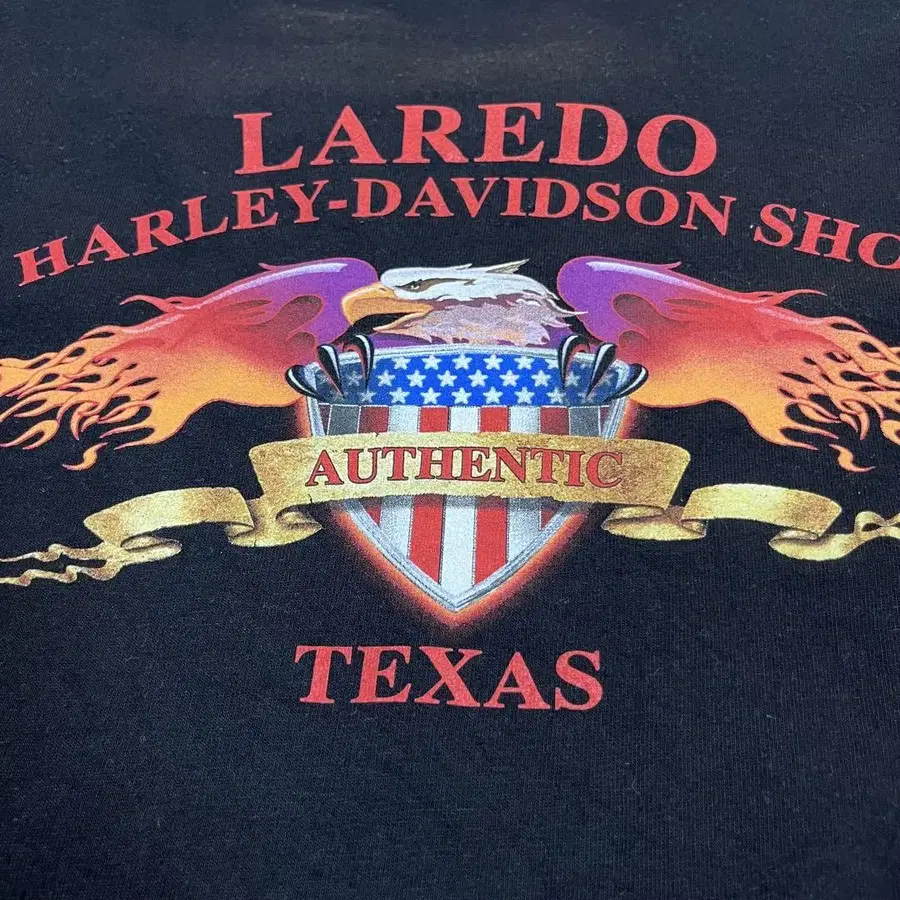 LAREDO
HARLEY-DAVIDSON SHO
AUTHENTIC
TEXAS